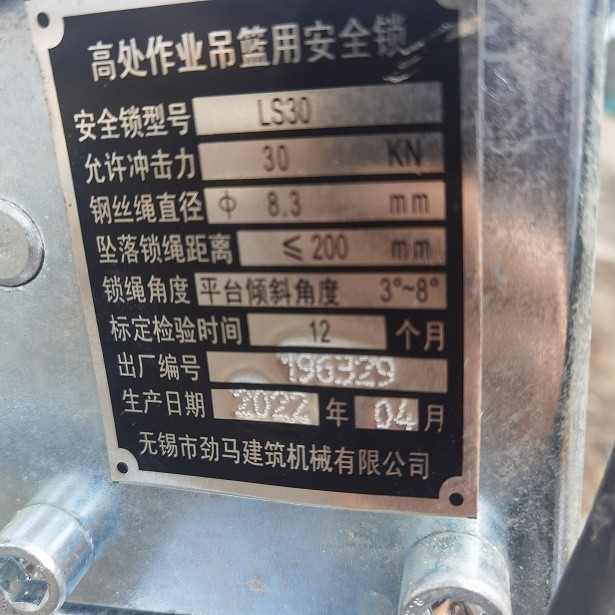 高处作业吊篮用安全锁
安全锁型号 LS30
允许冲击力 30 KN
钢丝绳直径 φ 8.3 mm
坠落锁绳距离 ≤200 mm
锁绳角度 平台倾斜角度 3°~8°
标定检验时间 12 个月
出厂编号 196329
生产日期 2022 年 04 月
无锡市劲马建筑机械有限公司